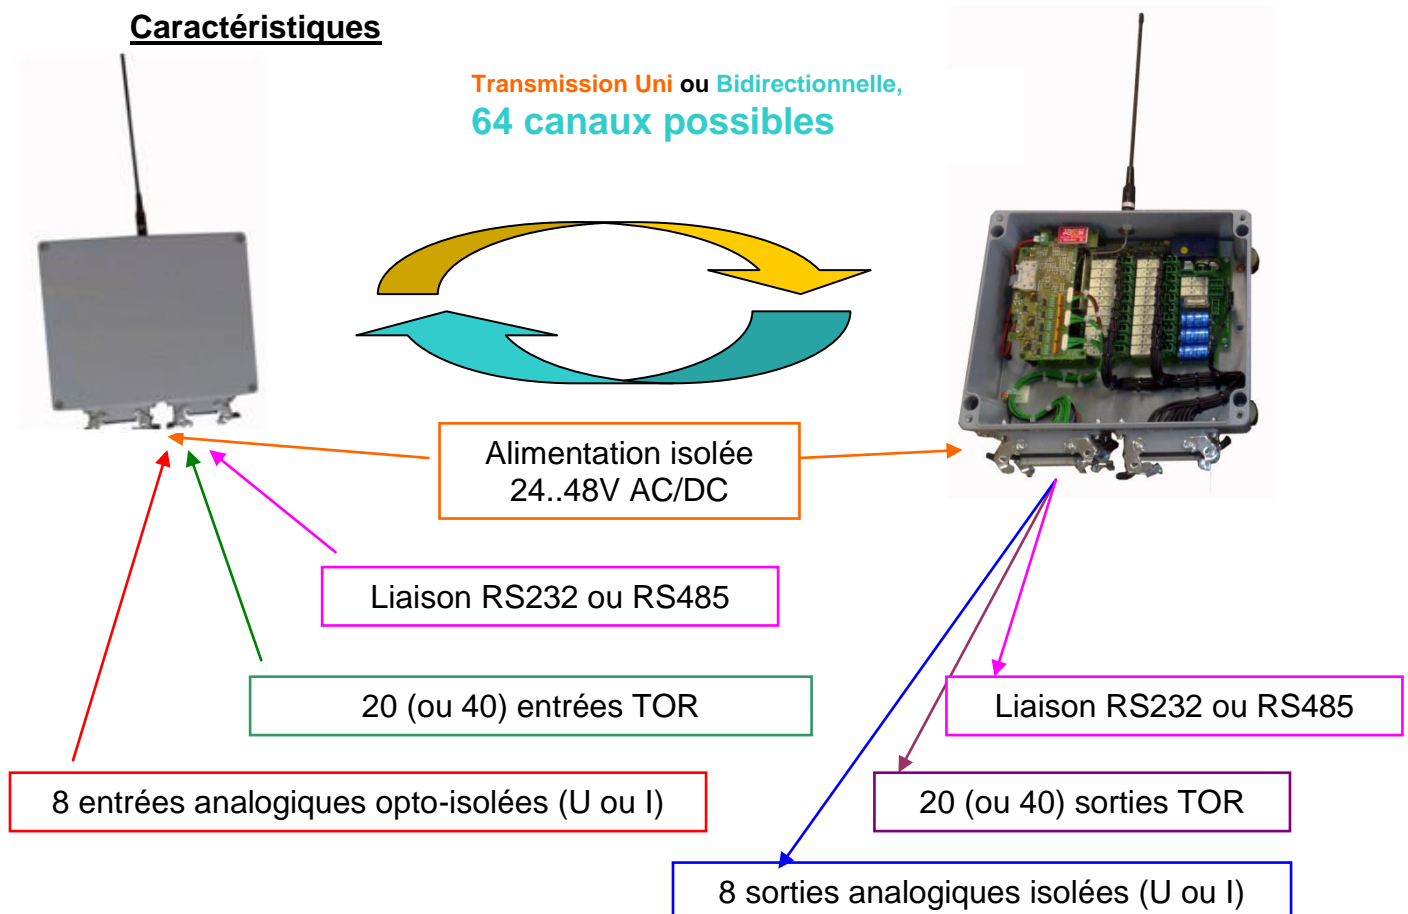 Caractéristiques
Transmission Uni ou Bidirectionnelle,
64 canaux possibles
Alimentation isolée
24..48V AC/DC
Liaison RS232 ou RS485
20 (ou 40) entrées TOR
Liaison RS232 ou RS485
8 entrées analogiques opto-isolées (U ou I)
20 (ou 40) sorties TOR
8 sorties analogiques isolées (U ou I)